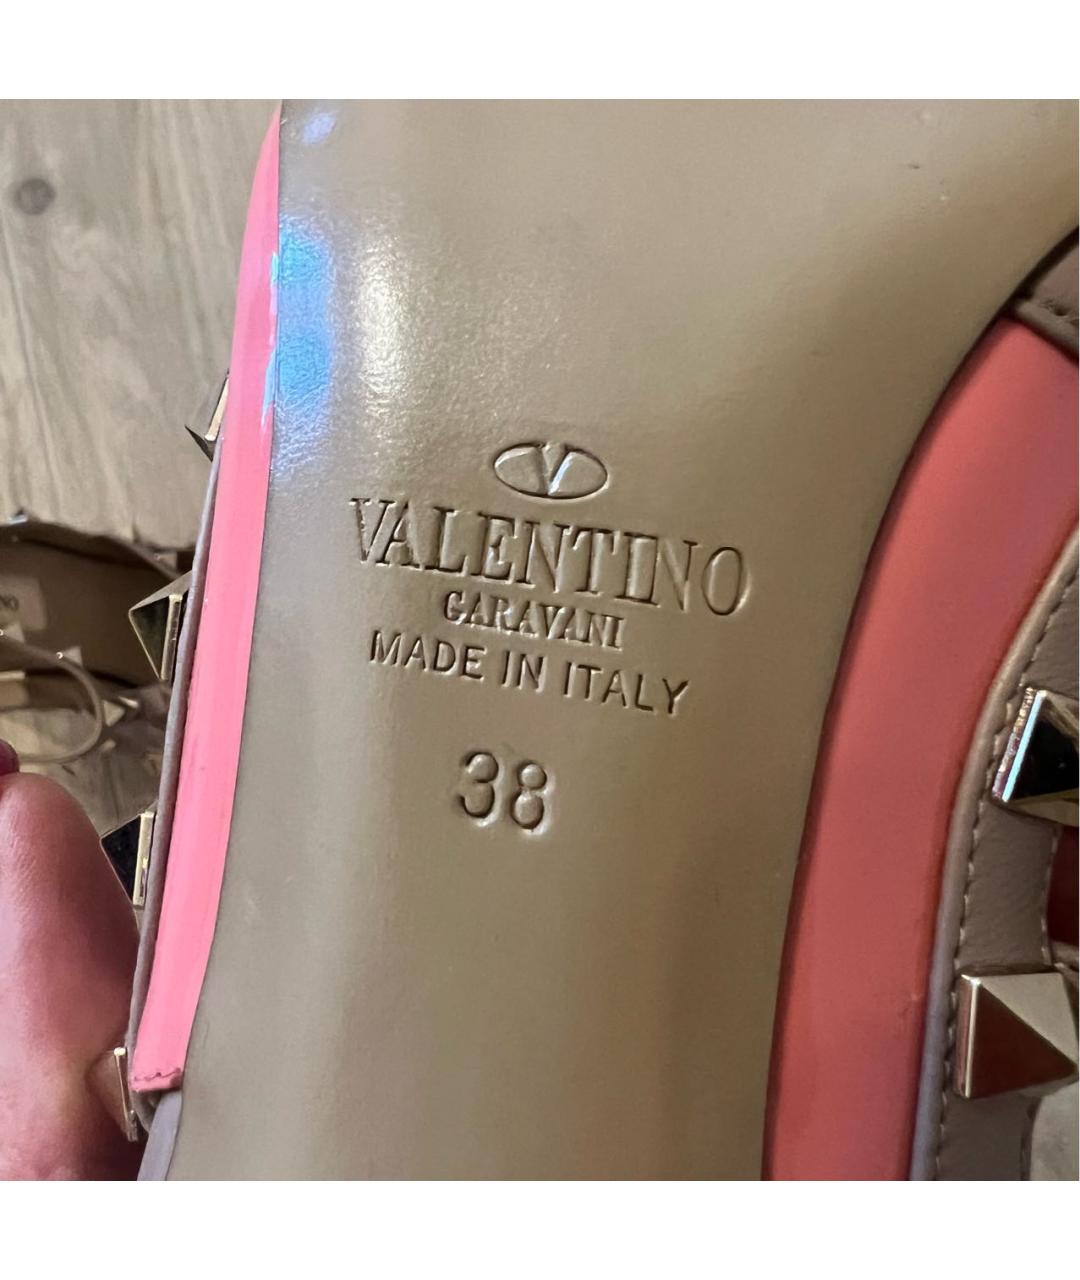 V
VALENTINO
GARAVANI
MADE IN ITALY
38